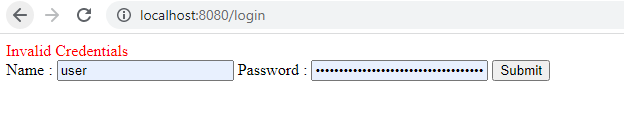 localhost:8080/login
Invalid Credentials
Name : user Password : •••••••••••••••••••••••••••••••••••• Submit